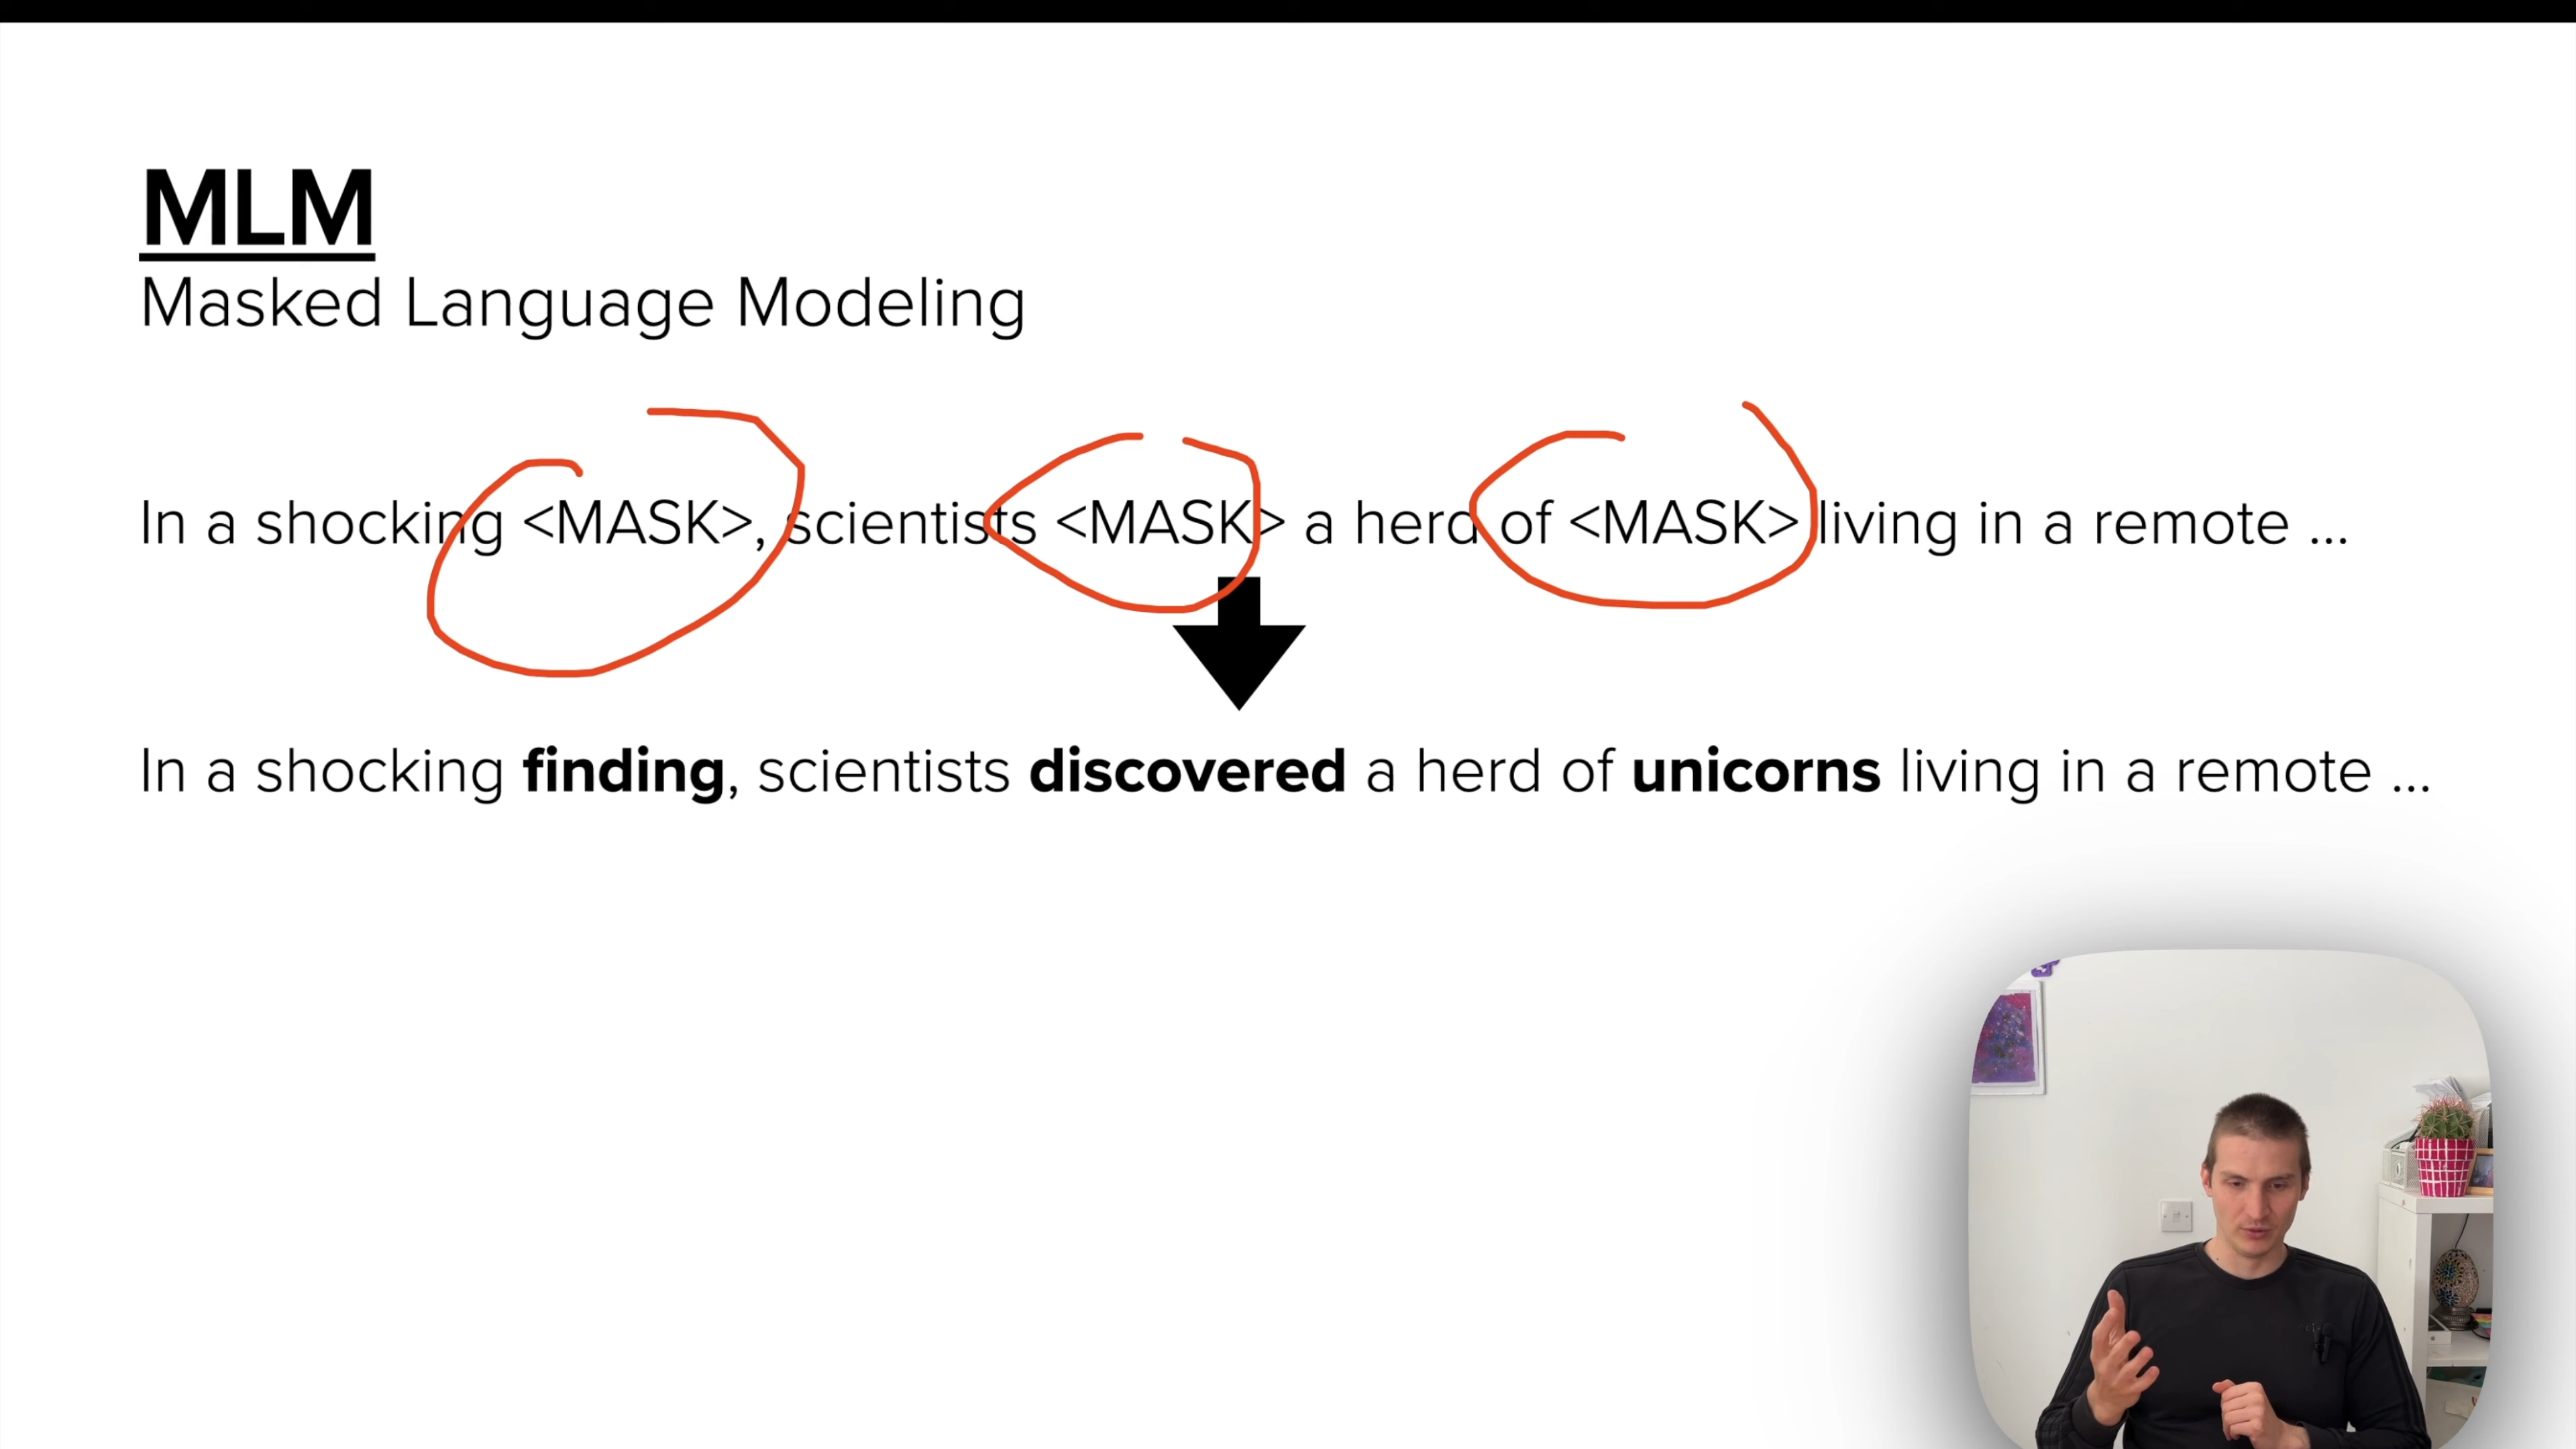 MLM
Masked Language Modeling
In a shocking <MASK>, scientists <MASK> a herd of <MASK> living in a remote ...
In a shocking finding, scientists discovered a herd of unicorns living in a remote ...